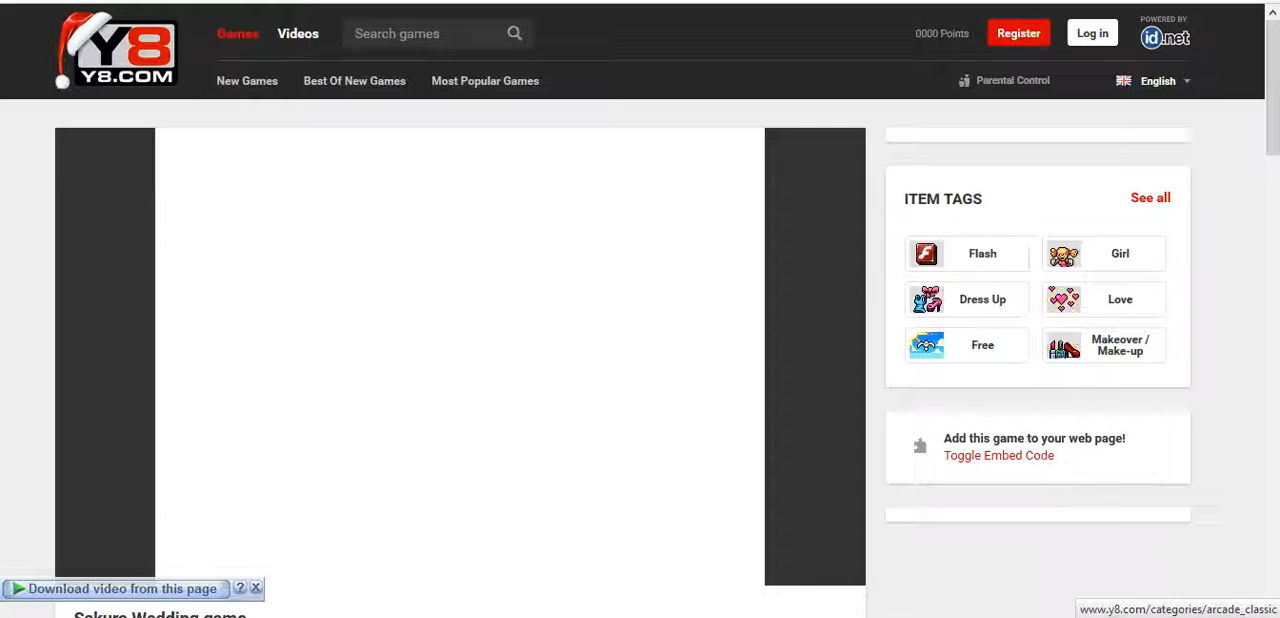 Y8
Y8.COM
Games
Videos
Search games
0000 Points
Register
Log in
POWERED BY
id.net
New Games
Best Of New Games
Most Popular Games
Parental Control
English
ITEM TAGS
See all
Flash
Girl
Dress Up
Love
Free
Makeover /
Make-up
Add this game to your web page!
Toggle Embed Code
Download video from this page
?
X
Sakura Wedding game
www.y8.com/categories/arcade_classic